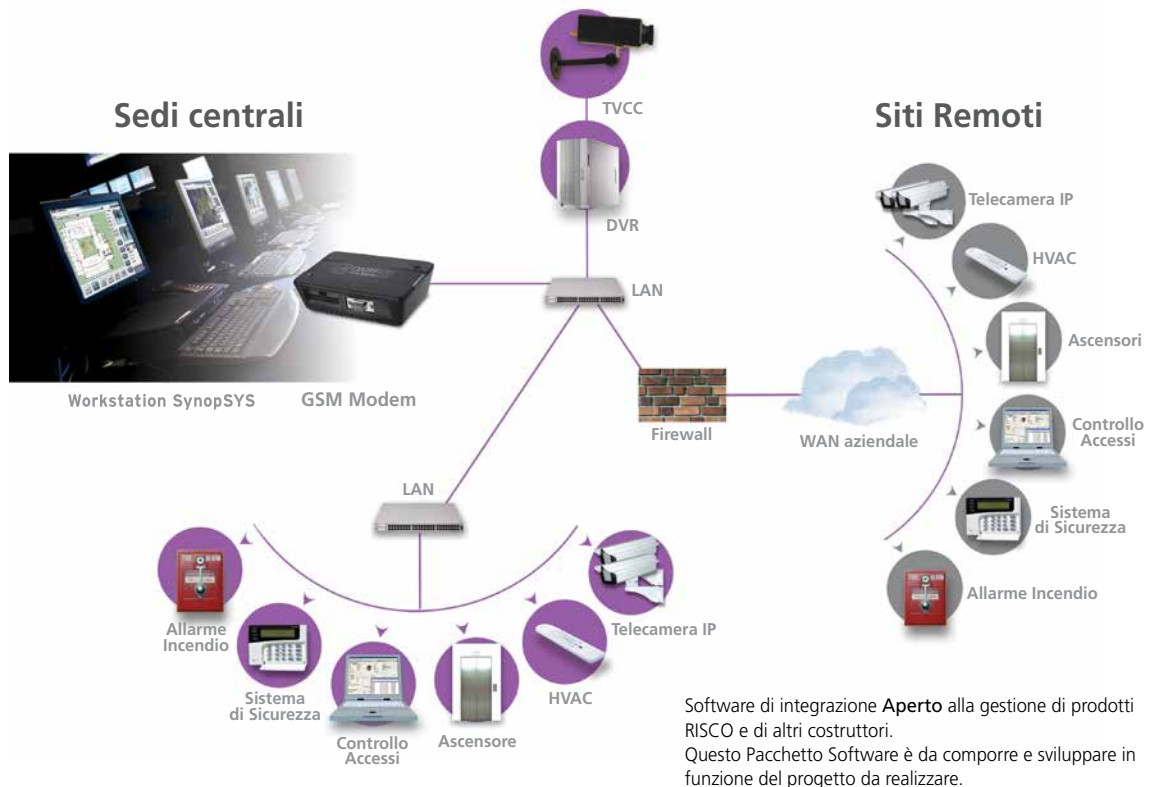 TVCC
Sedi centrali
Siti Remoti
DVR
LAN
Workstation SynopSYS
GSM Modem
Firewall
WAN aziendale
Telecamera IP
HVAC
Ascensori
Controllo
Accessi
Sistema
di Sicurezza
Allarme Incendio
LAN
Allarme
Incendio
Sistema
di Sicurezza
Controllo
Accessi
Ascensore
HVAC
Telecamera IP
Software di integrazione Aperto alla gestione di prodotti
RISCO e di altri costruttori.
Questo Pacchetto Software è da comporre e sviluppare in
funzione del progetto da realizzare.